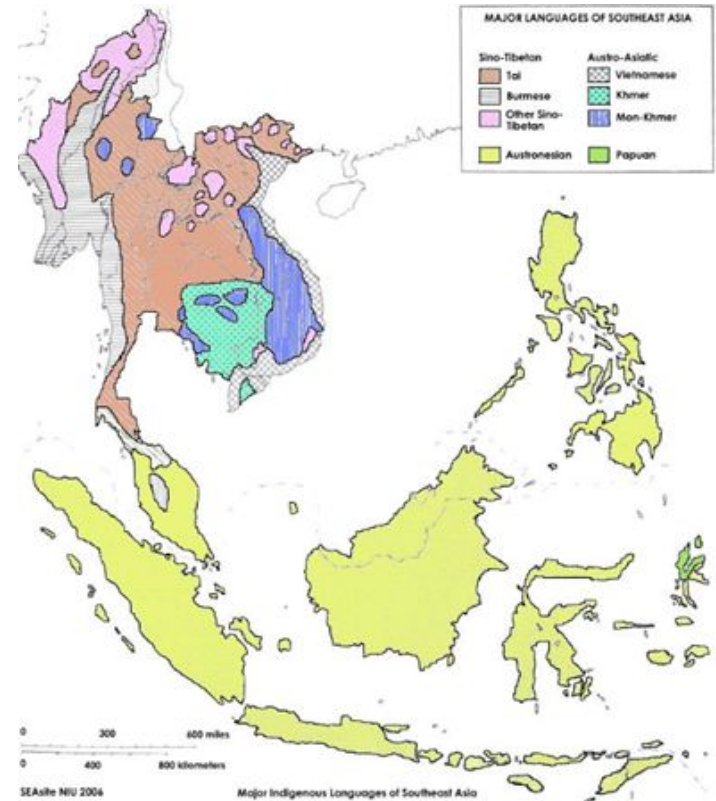 MAJOR LANGUAGES OF SOUTHEAST ASIA
Sino-Tibetan
Tai
Burmese
Other Sino-
Tibetan
Austronesian
Austro-Asiatic
Vietnamese
Khmer
Mon-Khmer
Papuan
0 300 600 miles
0 400 800 kilometers
SEAsite NIU 2006
Major Indigenous Languages of Southeast Asia